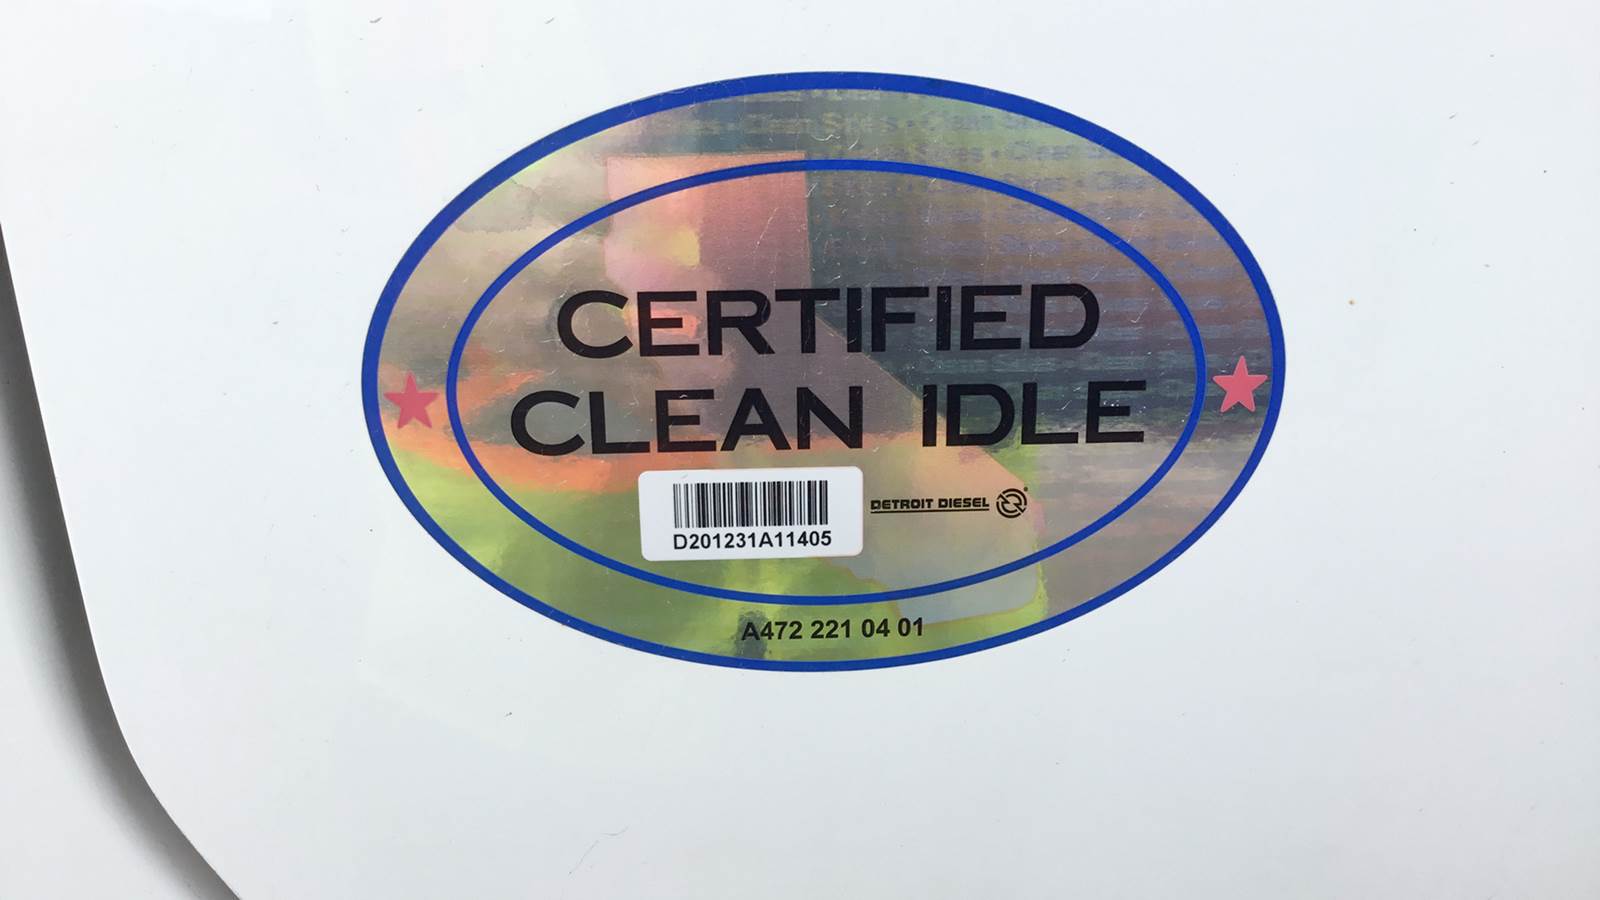 CERTIFIED
CLEAN IDLE
DETROIT DIESEL
D201231A11405
A472 221 04 01